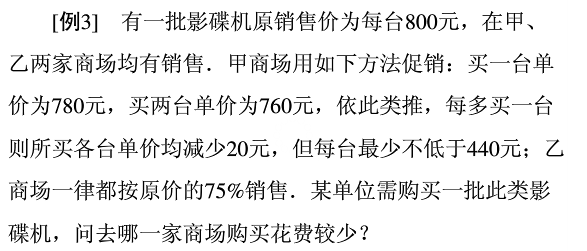 [例3] 有一批影碟机原销售价为每台800元，在甲、
乙两家商场均有销售．甲商场用如下方法促销：买一台单
价为780元，买两台单价为760元，依此类推，每多买一台
则所买各台单价均减少20元，但每台最少不低于440元；乙
商场一律都按原价的75%销售．某单位需购买一批此类影
碟机，问去哪一家商场购买花费较少？